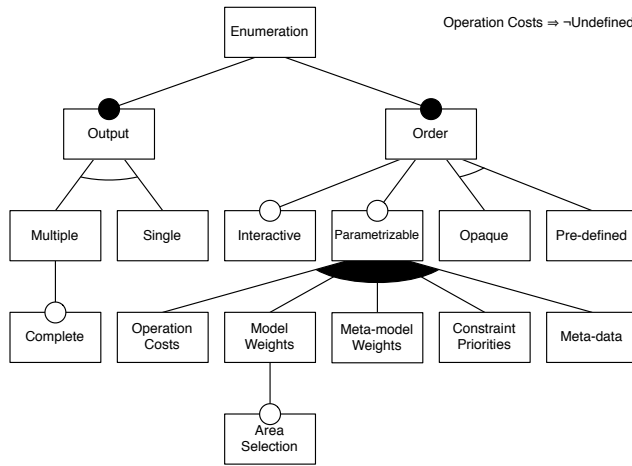 Enumeration
Operation Costs ⇒ ¬Undefined
Output
Order
Multiple
Single
Interactive
Parametrizable
Opaque
Pre-defined
Complete
Operation
Costs
Model
Weights
Meta-model
Weights
Constraint
Priorities
Meta-data
Area
Selection